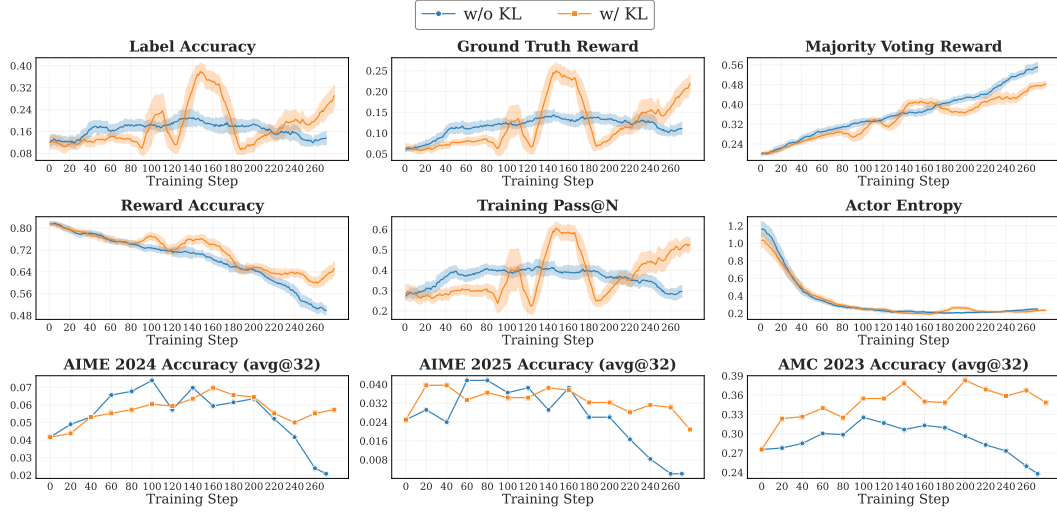 w/o KL w/ KL
Label Accuracy
0.40
0.32
0.24
0.16
0.08
0 20 40 60 80 100 120 140 160 180 200 220 240 260
Training Step
Ground Truth Reward
0.25
0.20
0.15
0.10
0.05
0 20 40 60 80 100 120 140 160 180 200 220 240 260
Training Step
Majority Voting Reward
0.56
0.48
0.40
0.32
0.24
0 20 40 60 80 100 120 140 160 180 200 220 240 260
Training Step
Reward Accuracy
0.80
0.72
0.64
0.56
0.48
0 20 40 60 80 100 120 140 160 180 200 220 240 260
Training Step
Training Pass@N
0.6
0.5
0.4
0.3
0.2
0 20 40 60 80 100 120 140 160 180 200 220 240 260
Training Step
Actor Entropy
1.2
1.0
0.8
0.6
0.4
0.2
0 20 40 60 80 100 120 140 160 180 200 220 240 260
Training Step
AIME 2024 Accuracy (avg@32)
0.07
0.06
0.05
0.04
0.03
0.02
0 20 40 60 80 100 120 140 160 180 200 220 240 260
Training Step
AIME 2025 Accuracy (avg@32)
0.040
0.032
0.024
0.016
0.008
0 20 40 60 80 100 120 140 160 180 200 220 240 260
Training Step
AMC 2023 Accuracy (avg@32)
0.39
0.36
0.33
0.30
0.27
0.24
0 20 40 60 80 100 120 140 160 180 200 220 240 260
Training Step